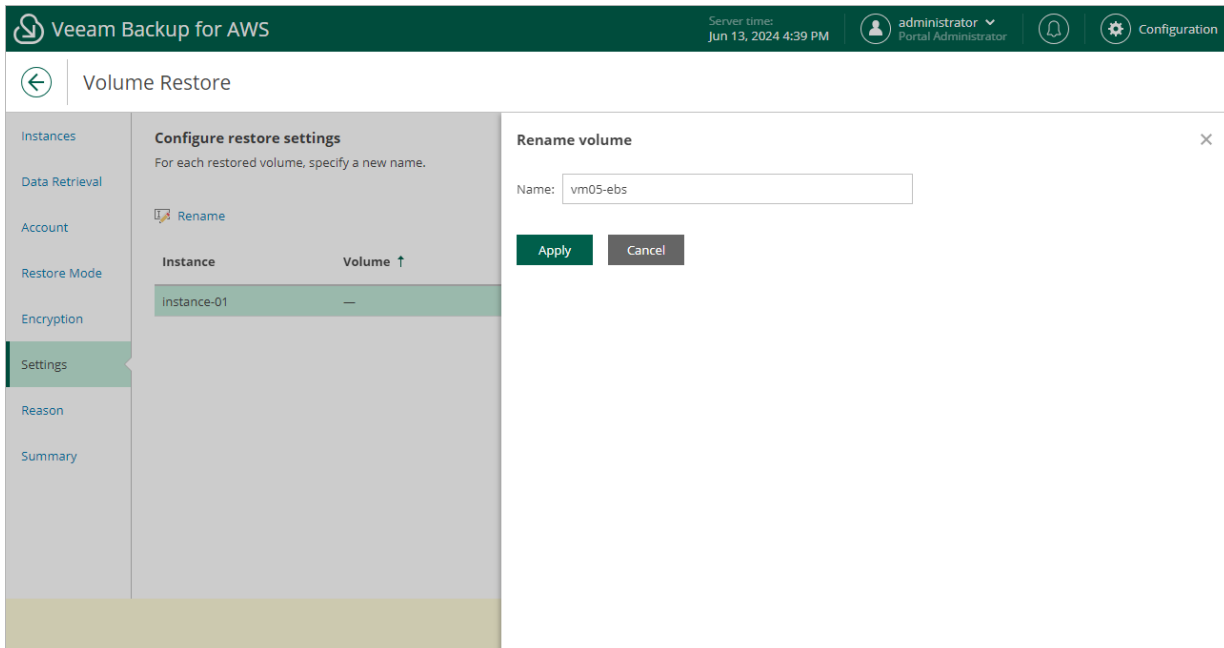 Veeam Backup for AWS
Server time:
Jun 13, 2024 4:39 PM
administrator
Portal Administrator
Configuration
Volume Restore
Instances
Data Retrieval
Account
Restore Mode
Encryption
Settings
Reason
Summary
Configure restore settings
For each restored volume, specify a new name.
Rename
Instance Volume ↑
instance-01 —
Rename volume
Name: vm05-ebs
Apply Cancel